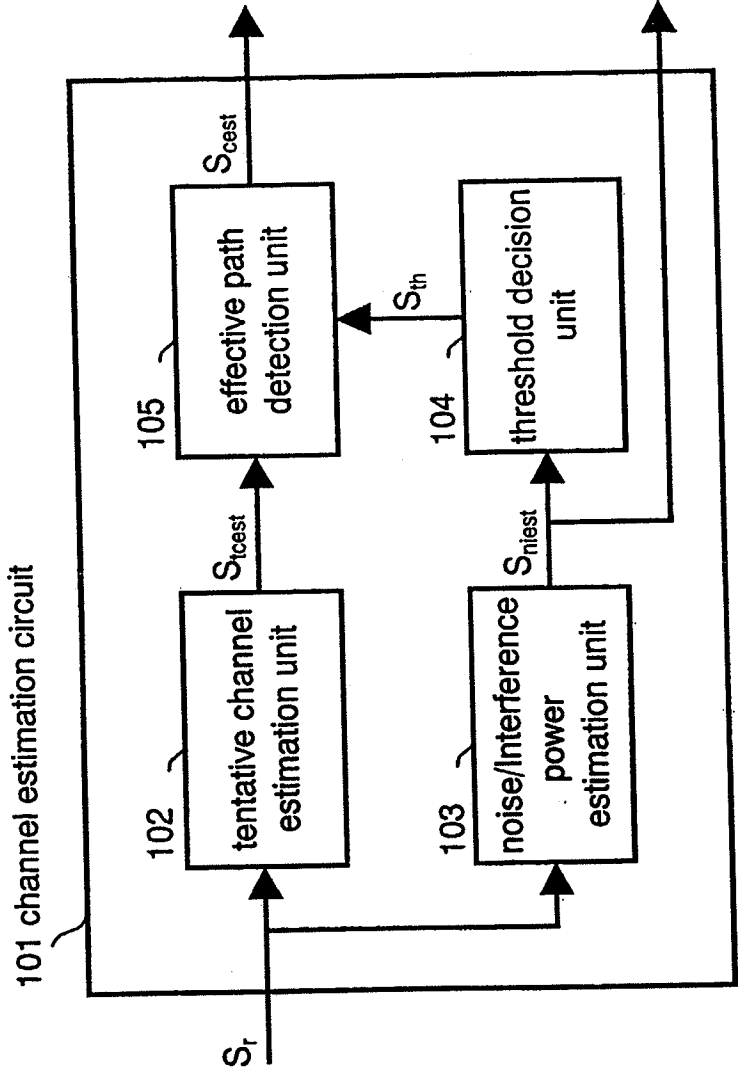 101 channel estimation circuit
S_r
102
tentative channel
estimation unit
S_tcest
105
effective path
detection unit
S_cest
S_th
103
noise/Interference
power
estimation unit
S_niest
104
threshold decision
unit